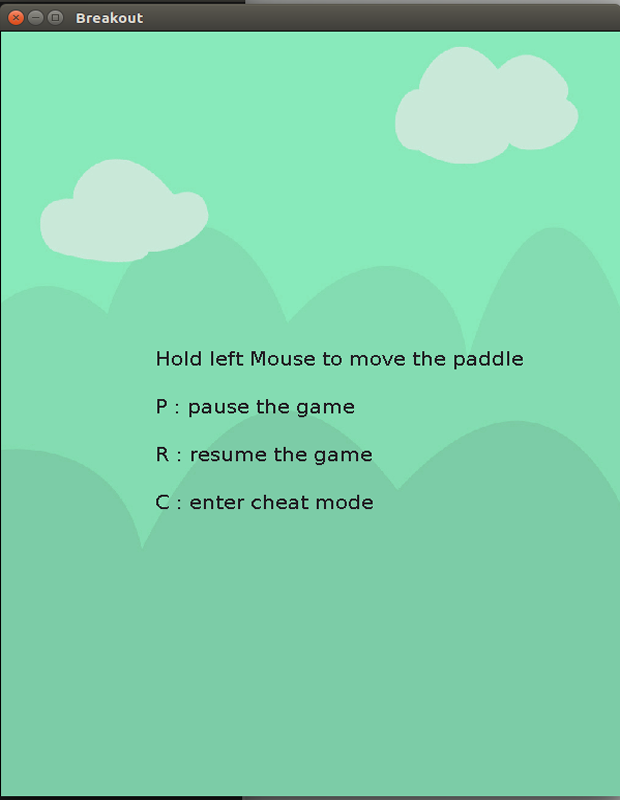 Breakout
Hold left Mouse to move the paddle
P : pause the game
R : resume the game
C : enter cheat mode